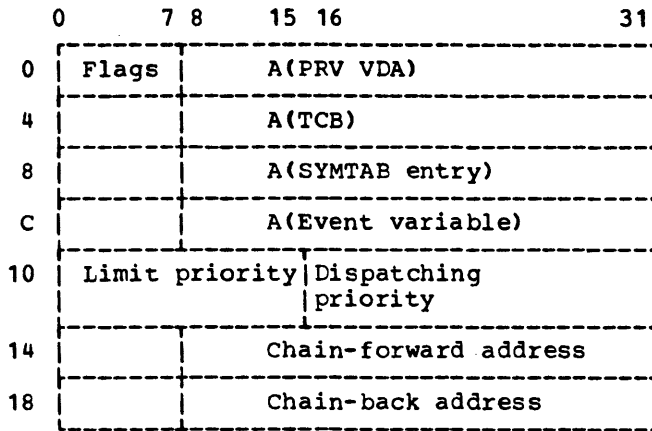 0 7 8 15 16 31
0 Flags A(PRV VDA)
4 A(TCB)
8 A(SYMTAB entry)
C A(Event variable)
10 Limit priority Dispatching
priority
14 Chain-forward address
18 Chain-back address